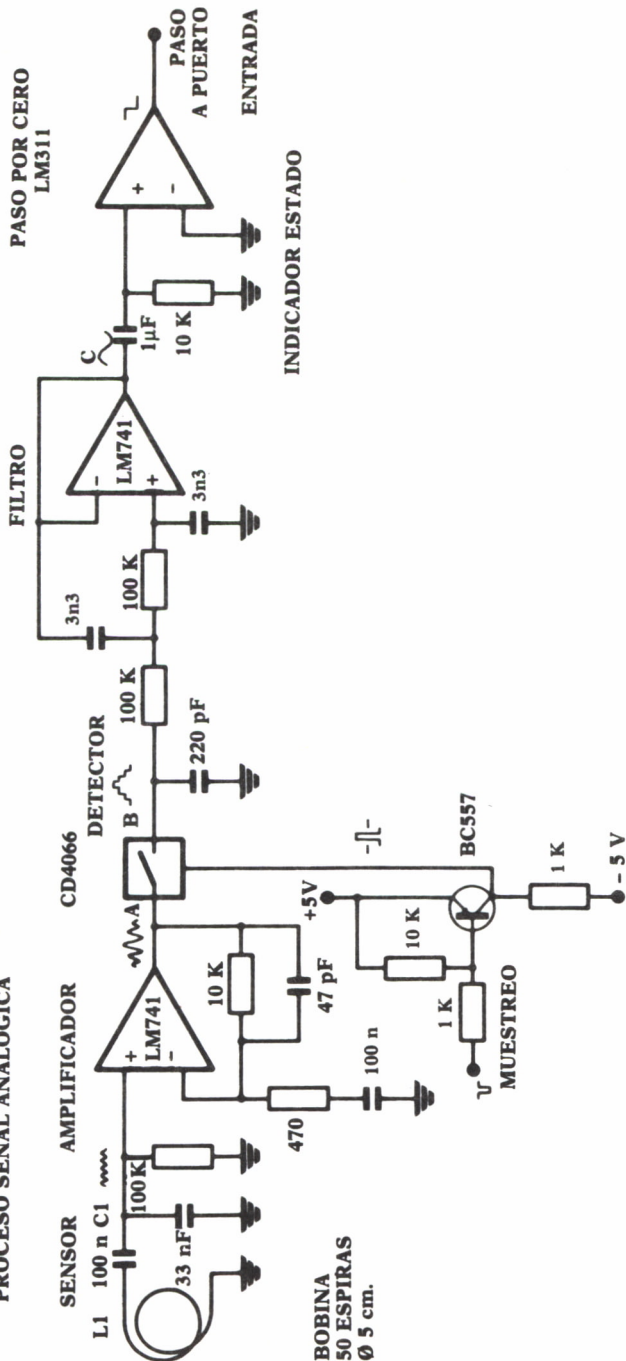 PROCESO SEÑAL ANALOGICA
SENSOR
AMPLIFICADOR
CD4066
DETECTOR
FILTRO
PASO POR CERO
LM311
L1
100 n C1
33 nF
100K
+
-
LM741
A
B
10 K
47 pF
470
100 n
220 pF
100 K
3n3
100 K
3n3
-
+
LM741
C
1µF
10 K
+
-
PASO
A PUERTO
ENTRADA
INDICADOR ESTADO
BOBINA
50 ESPIRAS
Ø 5 cm.
MUESTREO
1 K
10 K
+5V
BC557
1 K
- 5 V